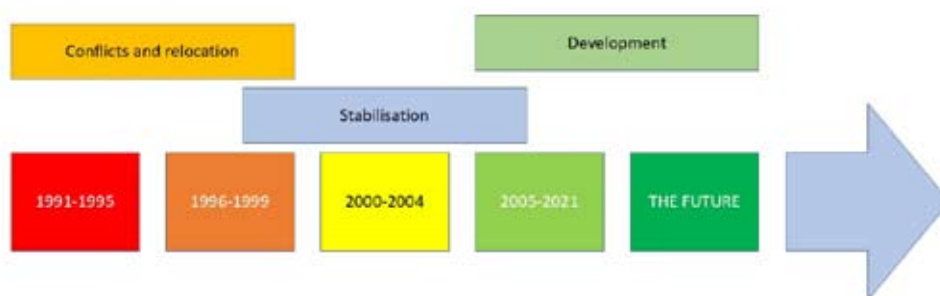 Conflicts and relocation
Development
Stabilisation
1991-1995
1996-1999
2000-2004
2005-2021
THE FUTURE